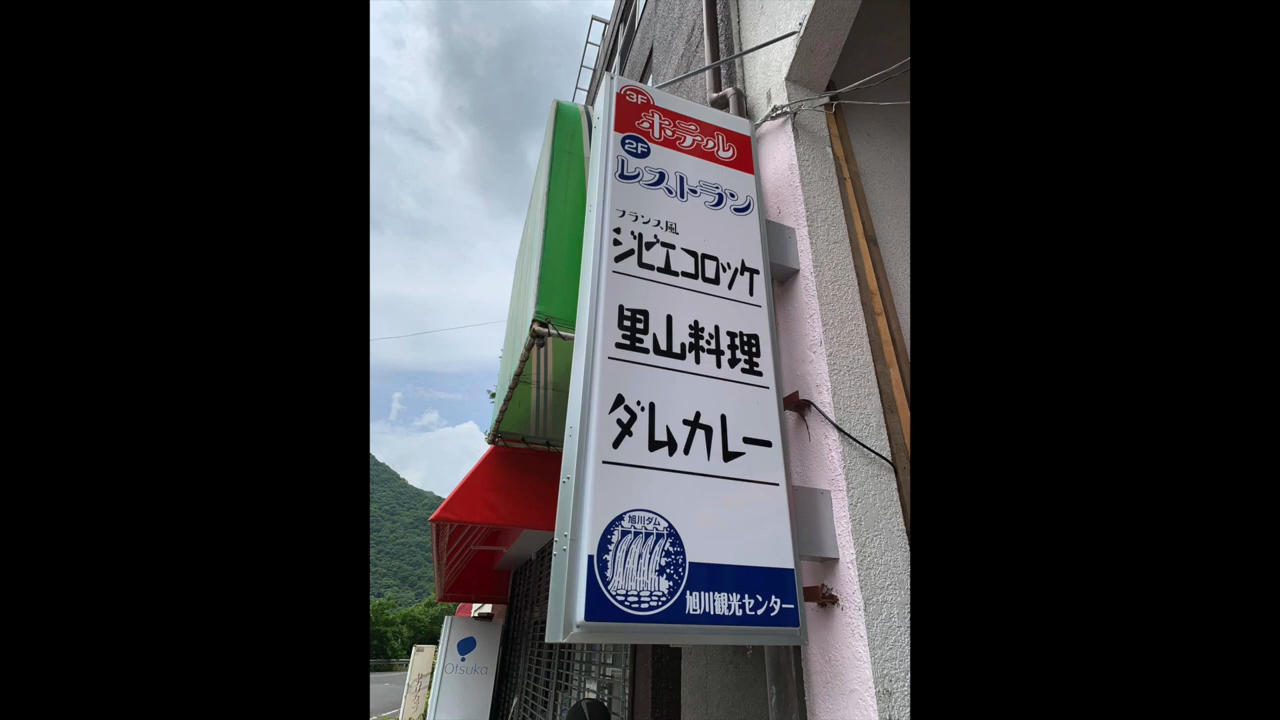 3F
ホテル
2F
レストラン
フランス風
ジビエコロッケ
里山料理
ダムカレー
旭川ダム
旭川観光センター
Otsuka